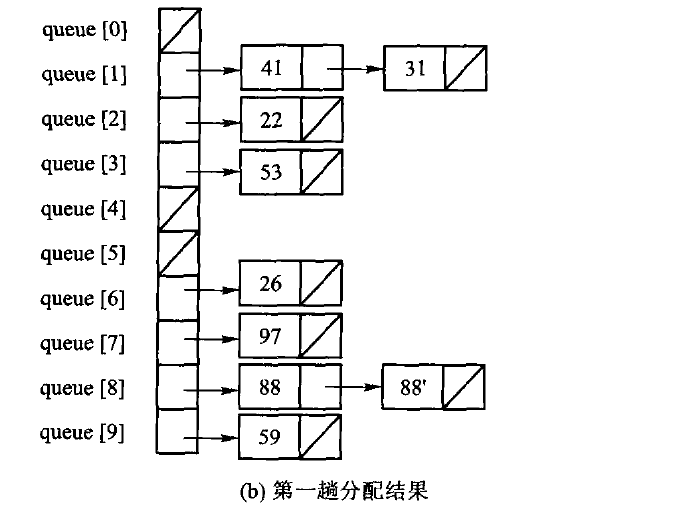 queue [0]
queue [1] 41 31
queue [2] 22
queue [3] 53
queue [4]
queue [5]
queue [6] 26
queue [7] 97
queue [8] 88 88'
queue [9] 59
(b) 第一趟分配结果